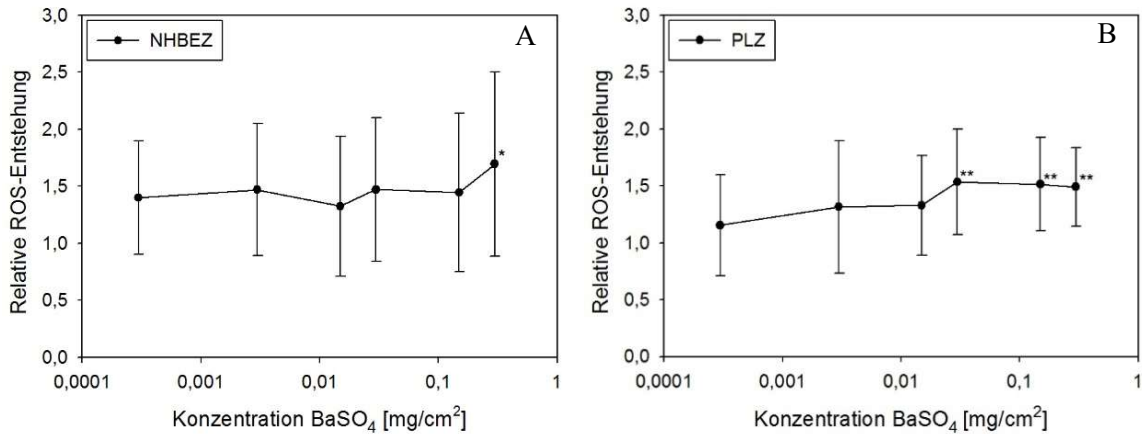 NHBEZ
A
Relative ROS-Entstehung
3,0
2,5
2,0
1,5
1,0
0,5
0,0
*
0,0001
0,001
0,01
0,1
1
Konzentration BaSO₄ [mg/cm²]
PLZ
B
Relative ROS-Entstehung
3,0
2,5
2,0
1,5
1,0
0,5
0,0
** ** **
0,0001
0,001
0,01
0,1
1
Konzentration BaSO₄ [mg/cm²]